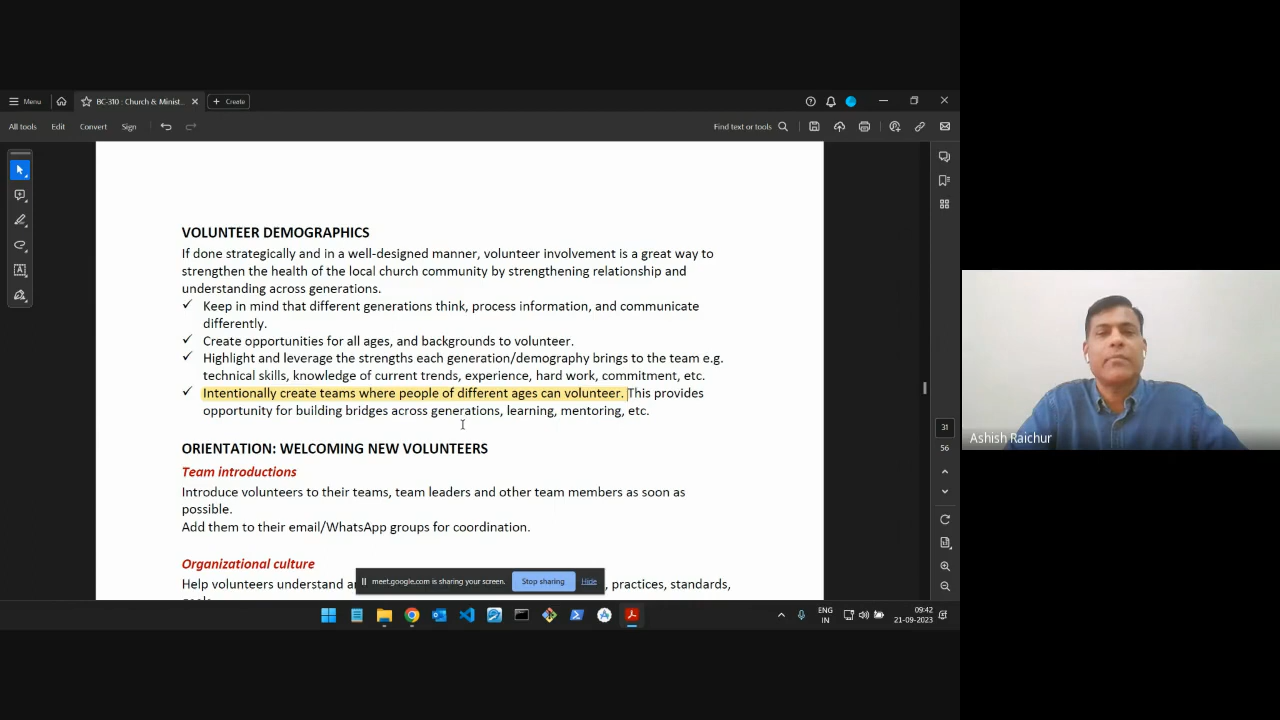 Menu
BC-310 : Church & Minist...
Create
All tools Edit Convert Sign
Find text or tools
VOLUNTEER DEMOGRAPHICS
If done strategically and in a well-designed manner, volunteer involvement is a great way to
strengthen the health of the local church community by strengthening relationship and
understanding across generations.
✓ Keep in mind that different generations think, process information, and communicate
differently.
✓ Create opportunities for all ages, and backgrounds to volunteer.
✓ Highlight and leverage the strengths each generation/demography brings to the team e.g.
technical skills, knowledge of current trends, experience, hard work, commitment, etc.
✓ Intentionally create teams where people of different ages can volunteer. This provides
opportunity for building bridges across generations, learning, mentoring, etc.
ORIENTATION: WELCOMING NEW VOLUNTEERS
Team introductions
Introduce volunteers to their teams, team leaders and other team members as soon as
possible.
Add them to their email/WhatsApp groups for coordination.
Organizational culture
Help volunteers understand an , practices, standards,
meet.google.com is sharing your screen. Stop sharing Hide
31
56
Ashish Raichur
ENG
IN
09:42
21-09-2023